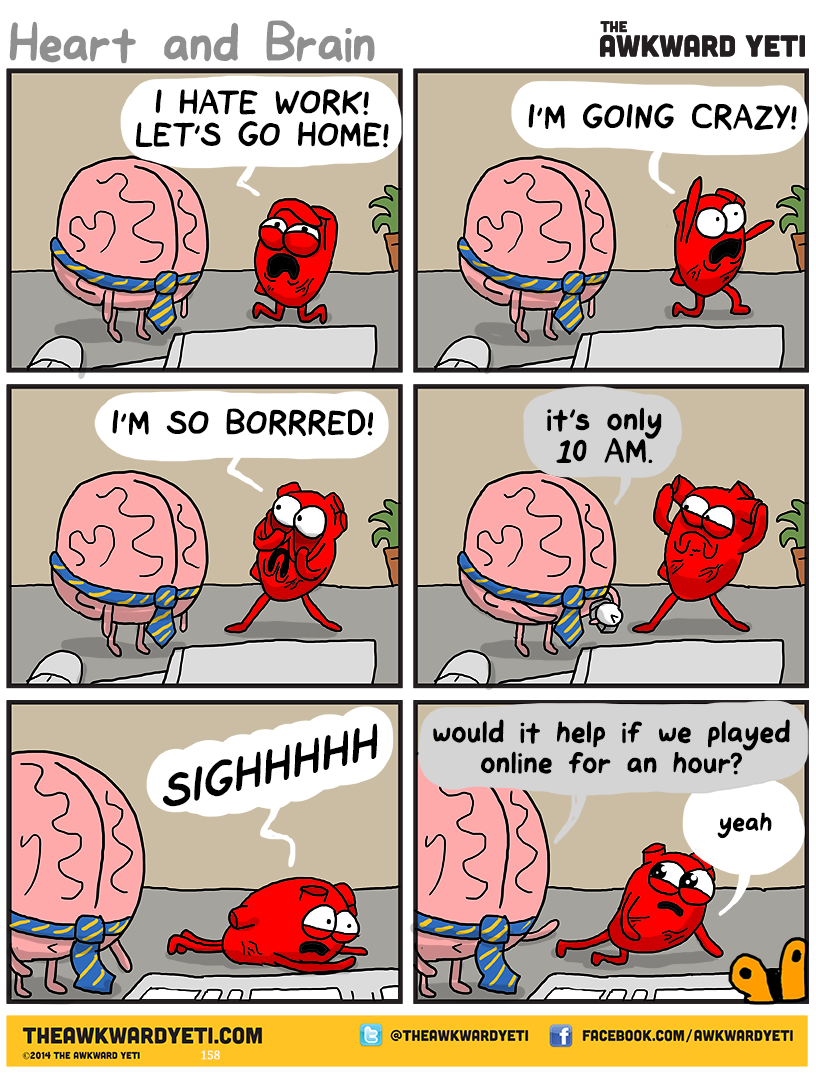 Heart and Brain
THE
AWKWARD YETI
I HATE WORK!
LET'S GO HOME!
I'M GOING CRAZY!
I'M SO BORRRED!
it's only
10 AM.
SIGHHHHH
would it help if we played
online for an hour?
yeah
THEAWKWARDYETI.COM
©2014 THE AWKWARD YETI
158
@THEAWKWARDYETI
FACEBOOK.COM/AWKWARDYETI